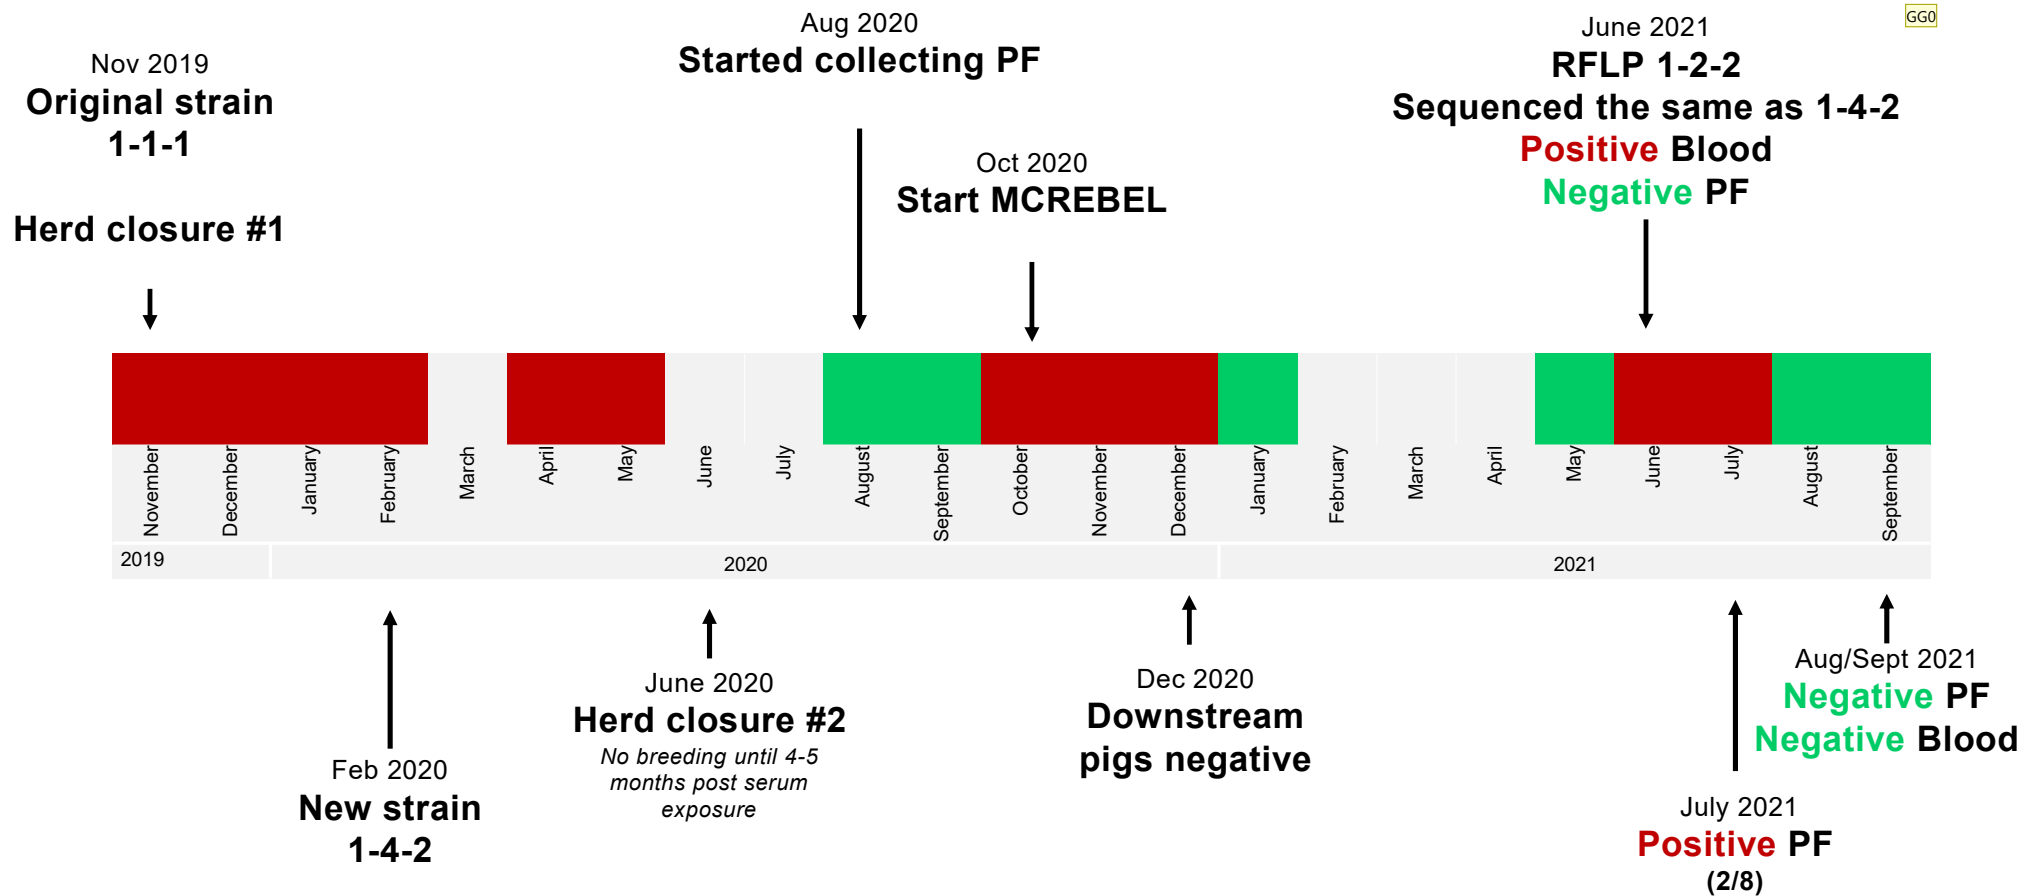 GG0
Nov 2019
Original strain
1-1-1
Herd closure #1
Aug 2020
Started collecting PF
Oct 2020
Start MCREBEL
June 2021
RFLP 1-2-2
Sequenced the same as 1-4-2
Positive Blood
Negative PF
November
December
January
February
March
April
May
June
July
August
September
October
November
December
January
February
March
April
May
June
July
August
September
2019
2020
2021
Feb 2020
New strain
1-4-2
June 2020
Herd closure #2
No breeding until 4-5
months post serum
exposure
Dec 2020
Downstream
pigs negative
July 2021
Positive PF
(2/8)
Aug/Sept 2021
Negative PF
Negative Blood